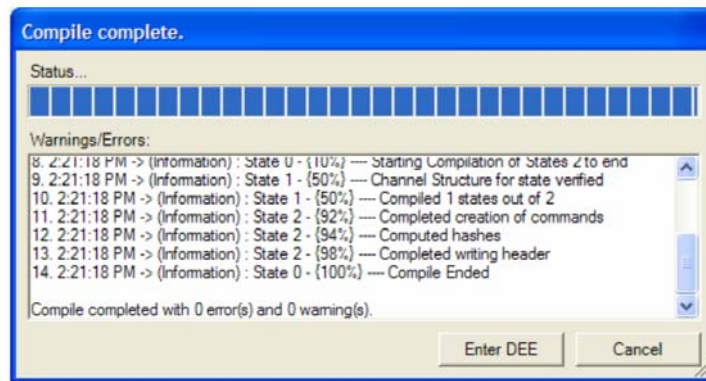 Compile complete.
Status...
Warnings/Errors:
8. 2:21:18 PM -> (Information) : State 0 - {10%} ---- Starting Compilation of States 2 to end
9. 2:21:18 PM -> (Information) : State 1 - {50%} ---- Channel Structure for state verified
10. 2:21:18 PM -> (Information) : State 1 - {50%} ---- Compiled 1 states out of 2
11. 2:21:18 PM -> (Information) : State 2 - {92%} ---- Completed creation of commands
12. 2:21:18 PM -> (Information) : State 2 - {94%} ---- Computed hashes
13. 2:21:18 PM -> (Information) : State 2 - {98%} ---- Completed writing header
14. 2:21:18 PM -> (Information) : State 0 - {100%} ---- Compile Ended
Compile completed with 0 error(s) and 0 warning(s).
Enter DEE Cancel